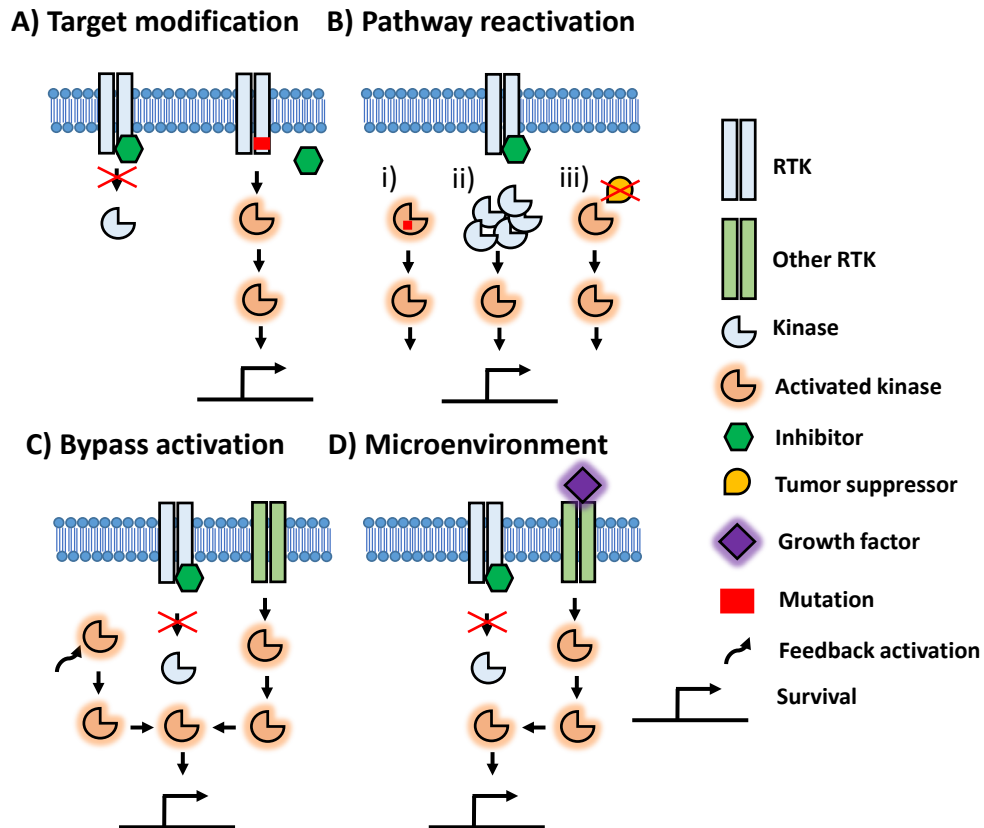 A) Target modification
B) Pathway reactivation
i)
ii)
iii)
C) Bypass activation
D) Microenvironment
RTK
Other RTK
Kinase
Activated kinase
Inhibitor
Tumor suppressor
Growth factor
Mutation
Feedback activation
Survival